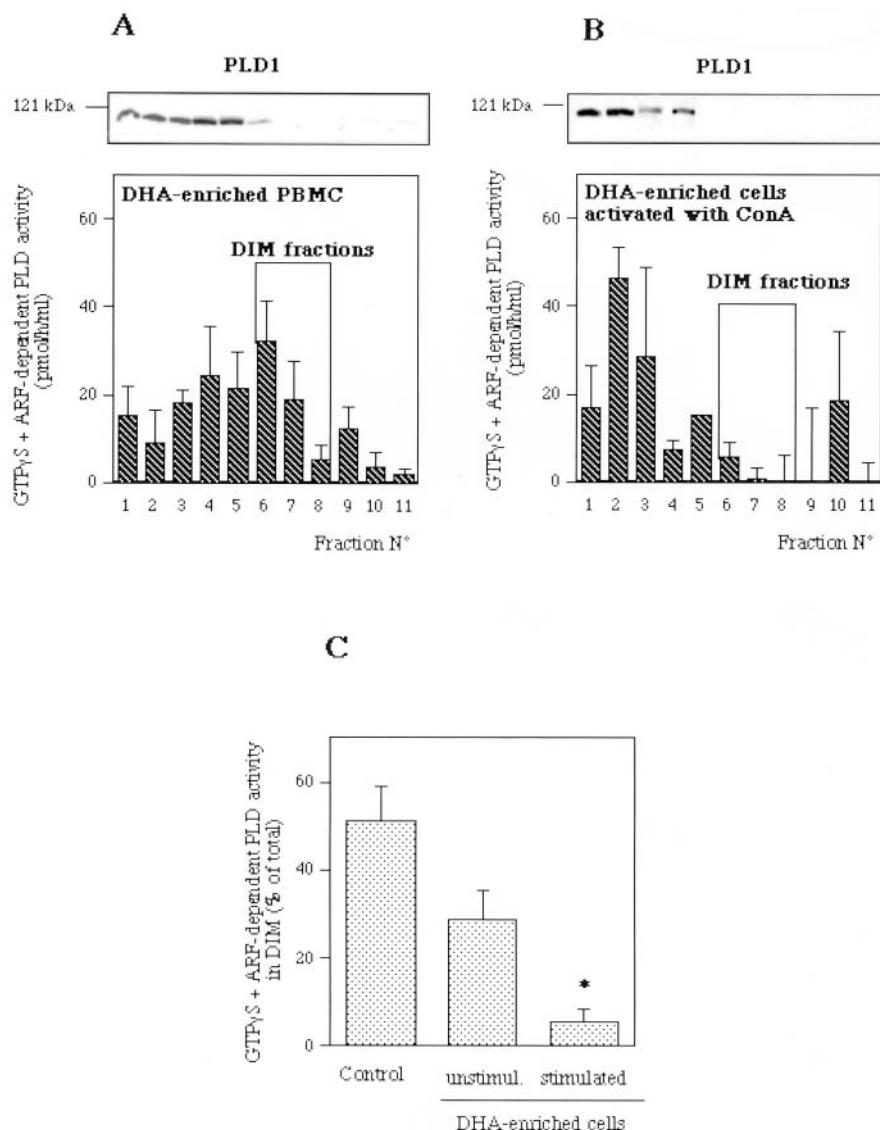 A
PLD1
121 kDa
GTPγS + ARF-dependent PLD activity
(pmol/h/ml)
DHA-enriched PBMC
DIM fractions
60
40
20
0
1 2 3 4 5 6 7 8 9 10 11
Fraction N°
B
PLD1
121 kDa
GTPγS + ARF-dependent PLD activity
(pmol/h/ml)
DHA-enriched cells
activated with ConA
DIM fractions
60
40
20
0
1 2 3 4 5 6 7 8 9 10 11
Fraction N°
C
GTPγS + ARF-dependent PLD activity
in DIM (% of total)
60
40
20
0
*
Control unstimul. stimulated
DHA-enriched cells